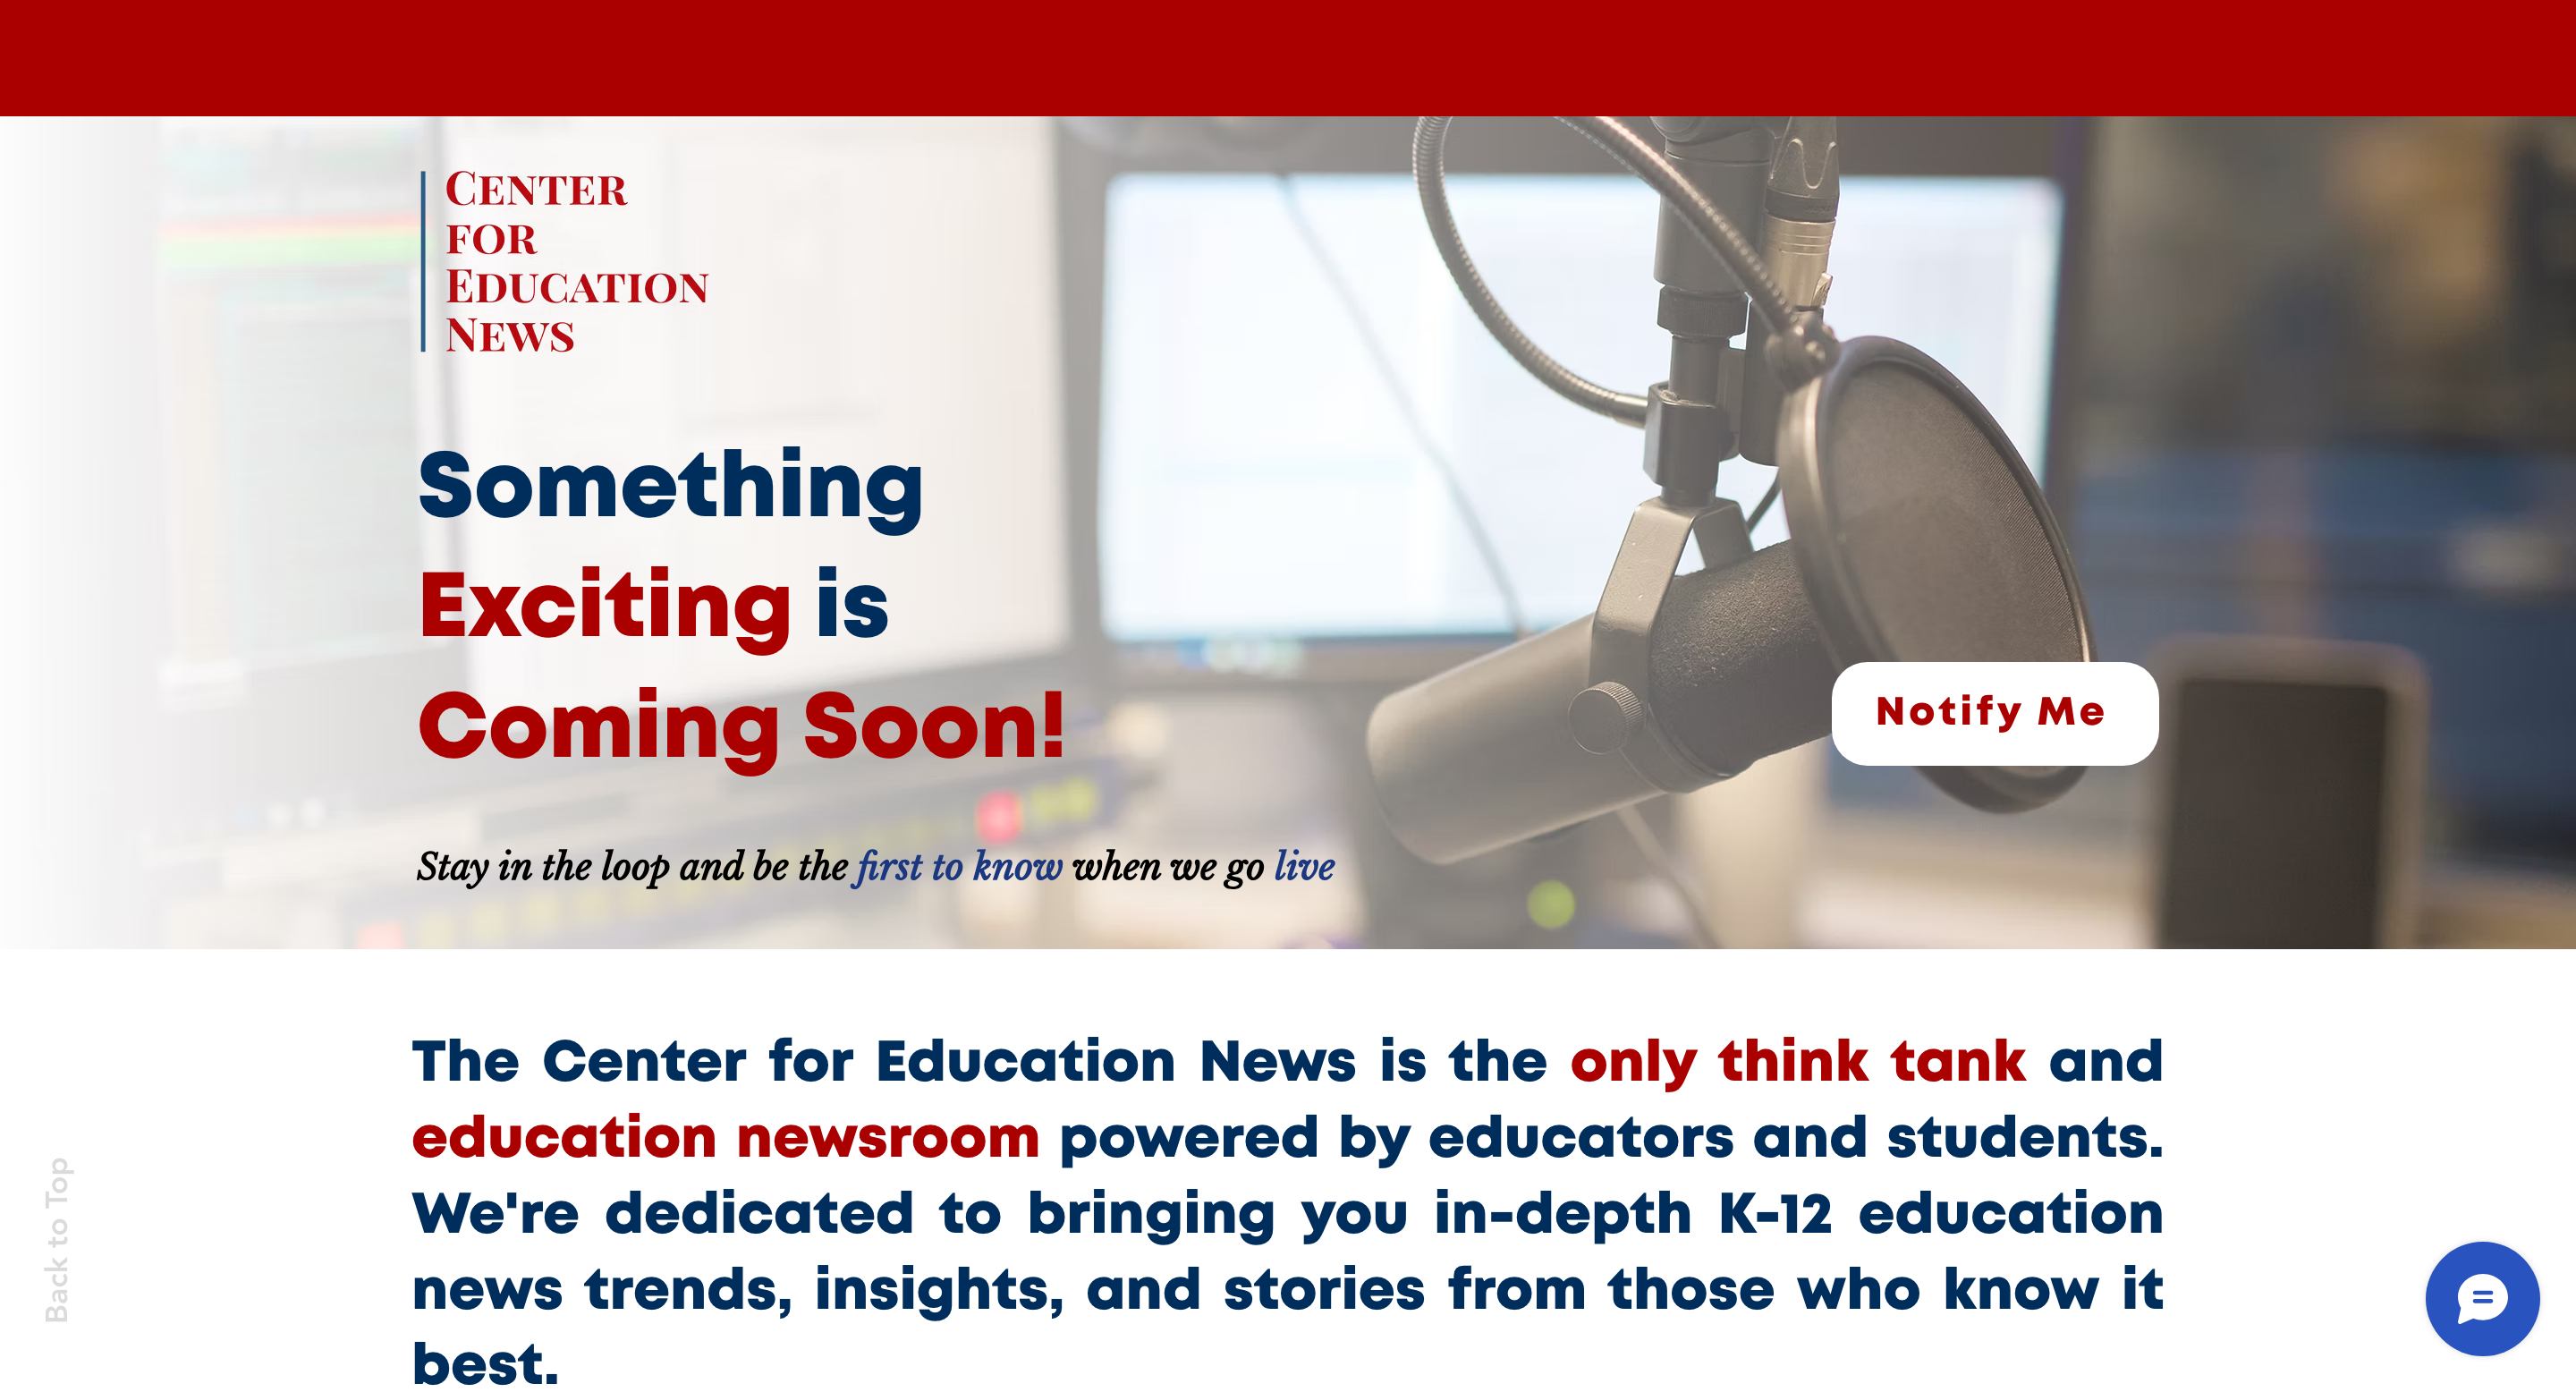 Center
for
Education
News
Something
Exciting is
Coming Soon!
Notify Me
Stay in the loop and be the first to know when we go live
The Center for Education News is the only think tank and
education newsroom powered by educators and students.
We're dedicated to bringing you in-depth K-12 education
news trends, insights, and stories from those who know it
best.
Back to Top